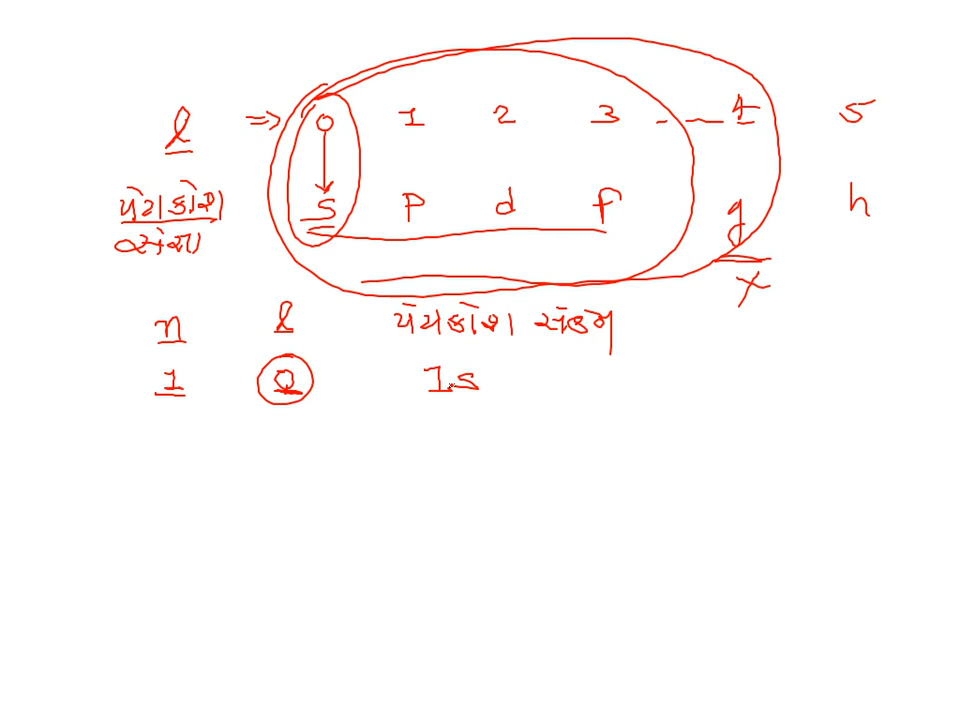 l ⇒ 0 1 2 3 - - 4 5
પેટાકોશ s p d f g h
સંજ્ઞા x
n l પેટાકોશ સંકેત
1 0 1s